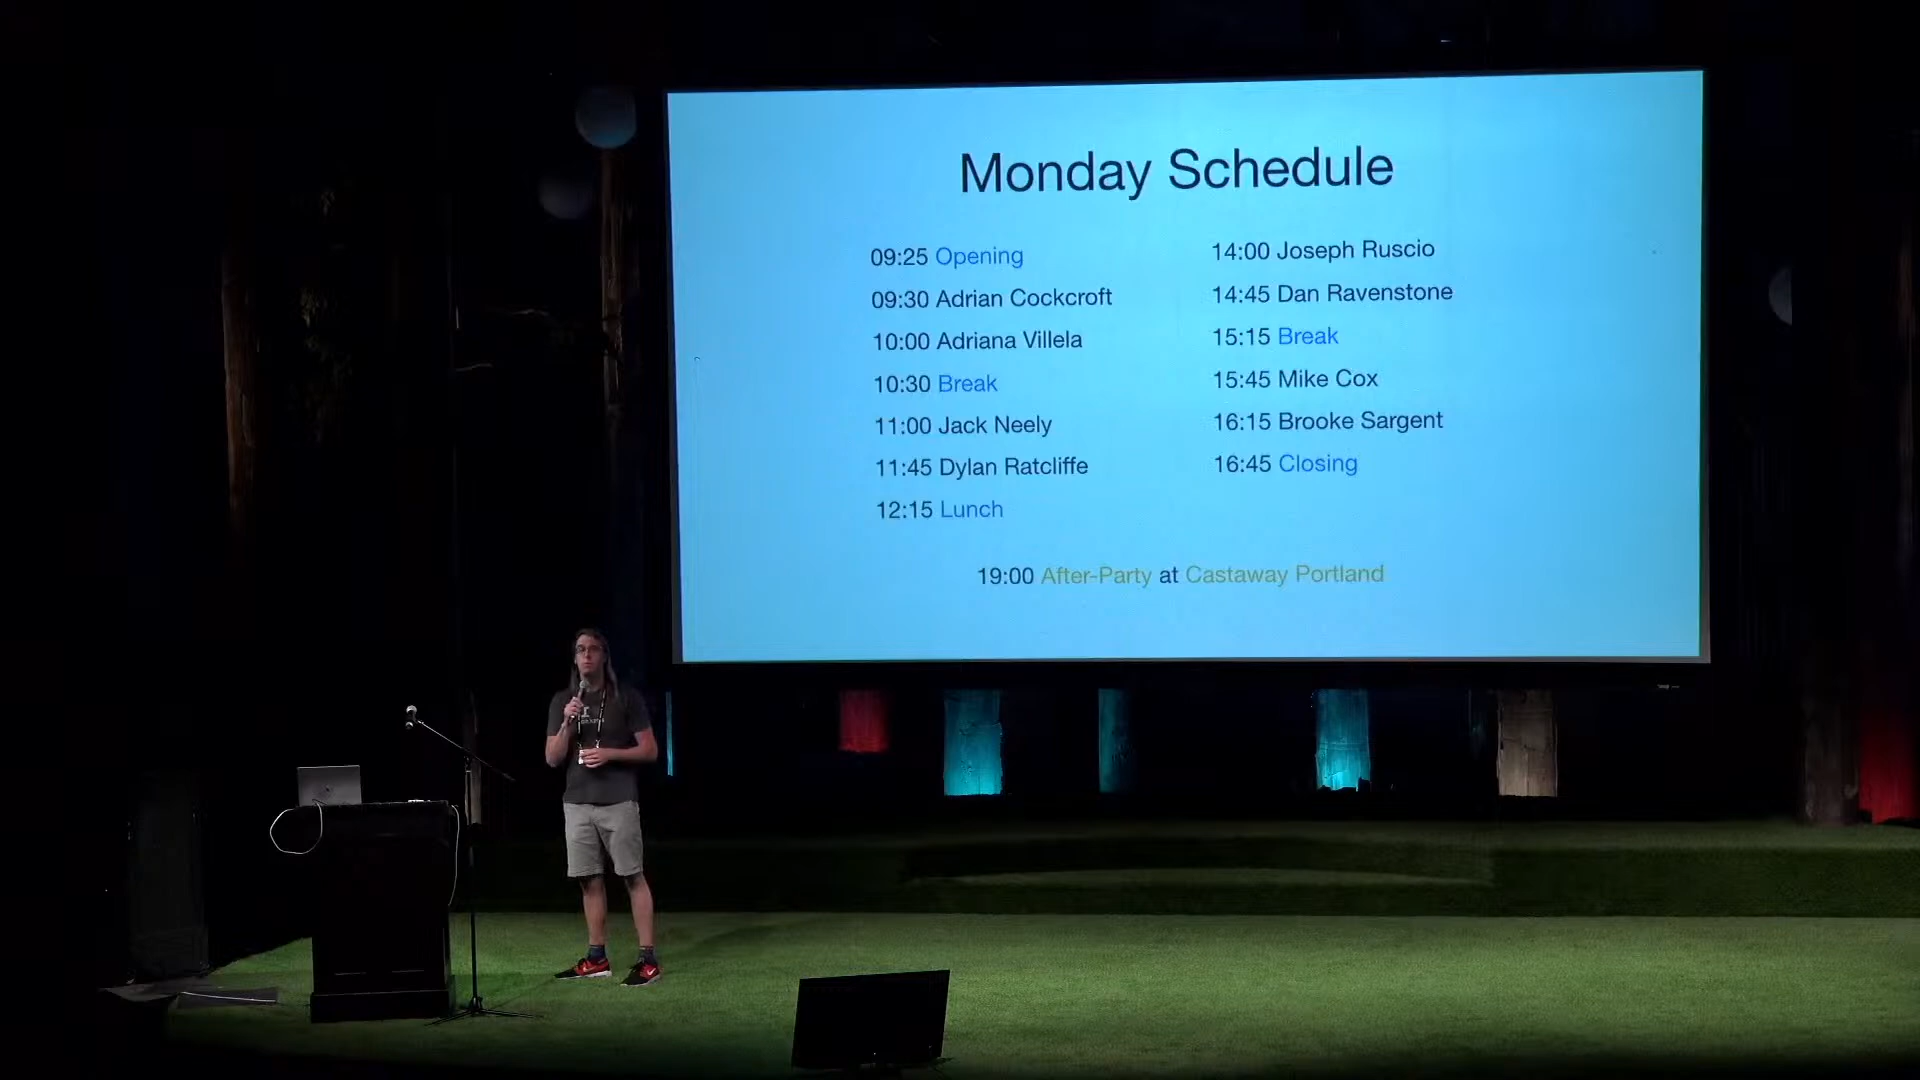 Monday Schedule
09:25 Opening
09:30 Adrian Cockcroft
10:00 Adriana Villela
10:30 Break
11:00 Jack Neely
11:45 Dylan Ratcliffe
12:15 Lunch
14:00 Joseph Ruscio
14:45 Dan Ravenstone
15:15 Break
15:45 Mike Cox
16:15 Brooke Sargent
16:45 Closing
19:00 After-Party at Castaway Portland